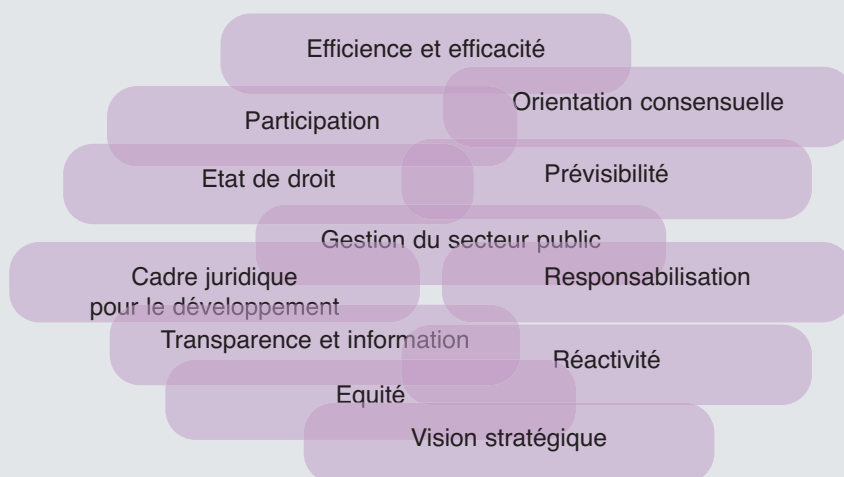 Efficience et efficacité
Orientation consensuelle
Participation
Etat de droit
Prévisibilité
Gestion du secteur public
Cadre juridique
pour le développement
Responsabilisation
Transparence et information
Réactivité
Equité
Vision stratégique